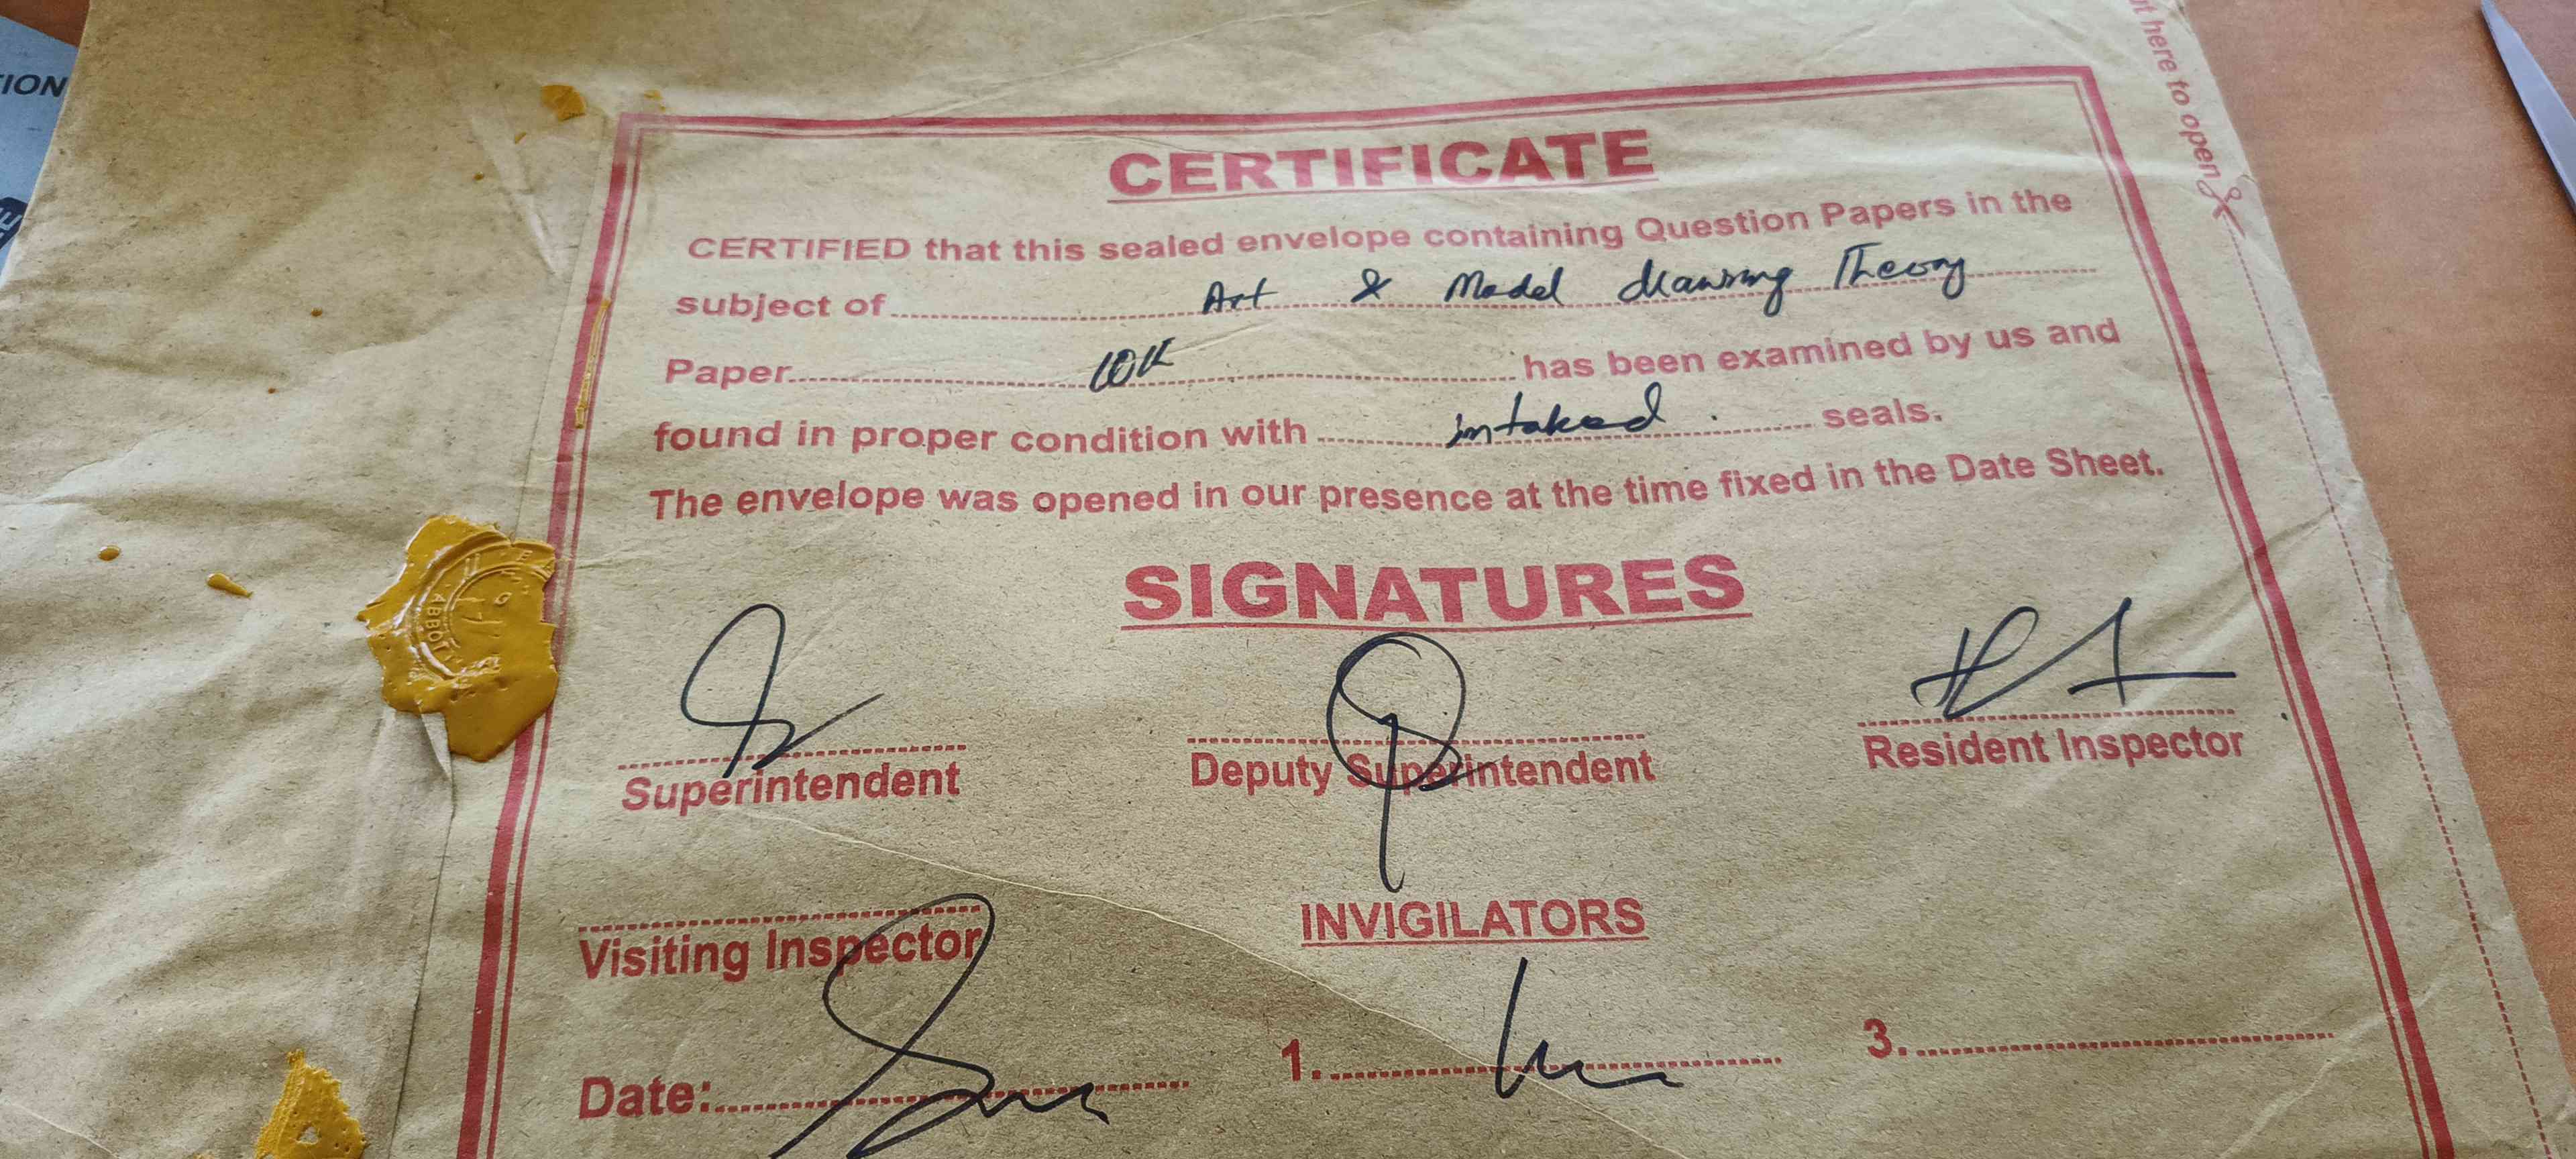 ION
ut here to open
CERTIFICATE
CERTIFIED that this sealed envelope containing Question Papers in the
subject of Art & Model drawing Theory
Paper 10th has been examined by us and
found in proper condition with intaked . seals.
The envelope was opened in our presence at the time fixed in the Date Sheet.
SIGNATURES
ABBOT
Superintendent
Deputy Superintendent
Resident Inspector
Visiting Inspector
INVIGILATORS
Date:
1.
3.